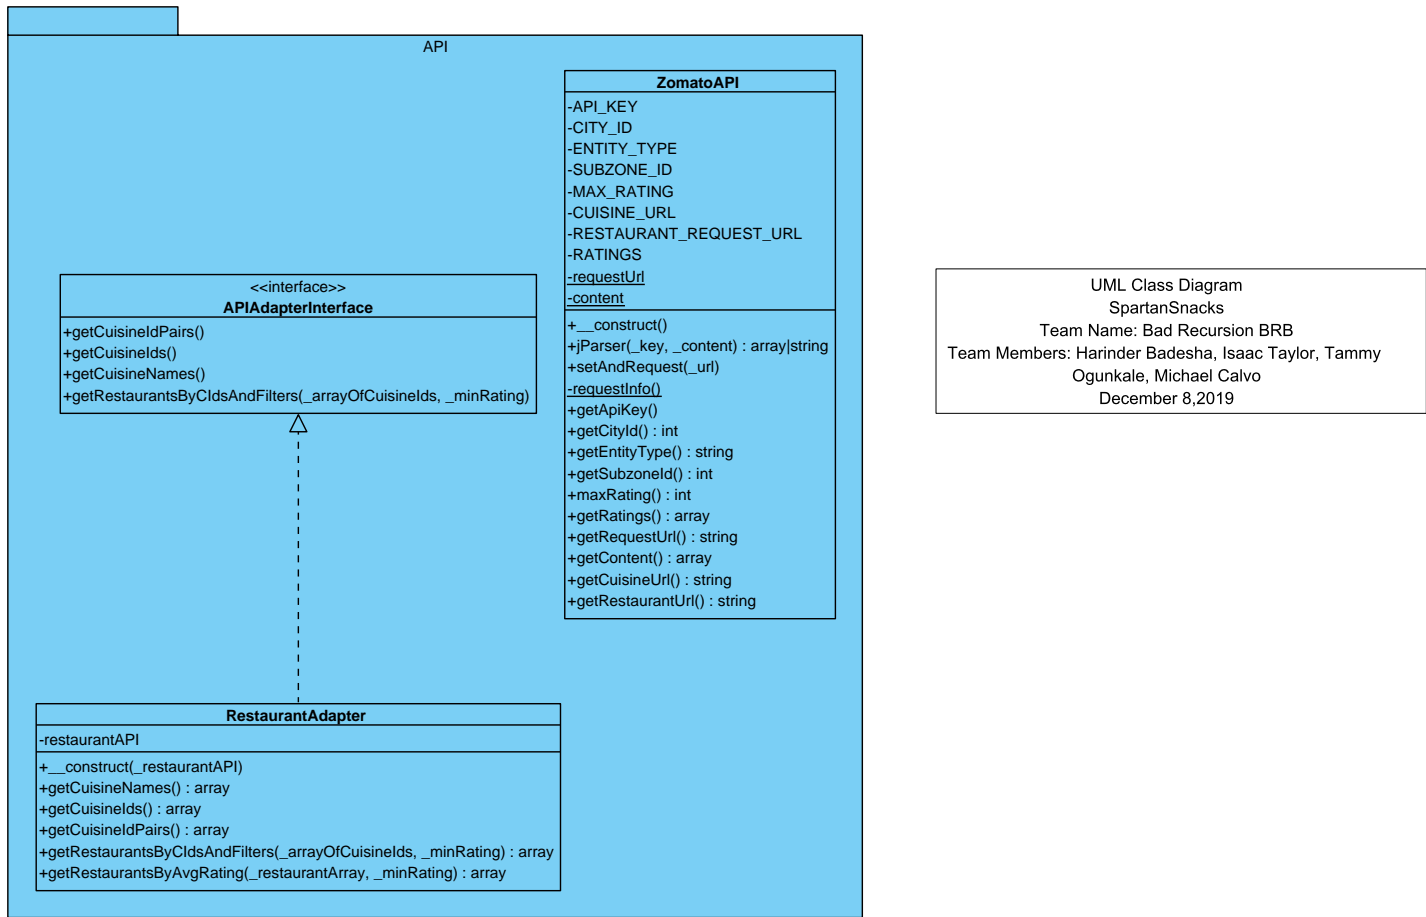 API
ZomatoAPI
-API_KEY
-CITY_ID
-ENTITY_TYPE
-SUBZONE_ID
-MAX_RATING
-CUISINE_URL
-RESTAURANT_REQUEST_URL
-RATINGS
-requestUrl
-content
+__construct()
+jParser(_key, _content) : array|string
+setAndRequest(_url)
-requestInfo()
+getApiKey()
+getCityId() : int
+getEntityType() : string
+getSubzoneId() : int
+maxRating() : int
+getRatings() : array
+getRequestUrl() : string
+getContent() : array
+getCuisineUrl() : string
+getRestaurantUrl() : string
<<interface>>
APIAdapterInterface
+getCuisineIdPairs()
+getCuisineIds()
+getCuisineNames()
+getRestaurantsByCIdsAndFilters(_arrayOfCuisineIds, _minRating)
RestaurantAdapter
-restaurantAPI
+__construct(_restaurantAPI)
+getCuisineNames() : array
+getCuisineIds() : array
+getCuisineIdPairs() : array
+getRestaurantsByCIdsAndFilters(_arrayOfCuisineIds, _minRating) : array
+getRestaurantsByAvgRating(_restaurantArray, _minRating) : array
UML Class Diagram
SpartanSnacks
Team Name: Bad Recursion BRB
Team Members: Harinder Badesha, Isaac Taylor, Tammy
Ogunkale, Michael Calvo
December 8,2019